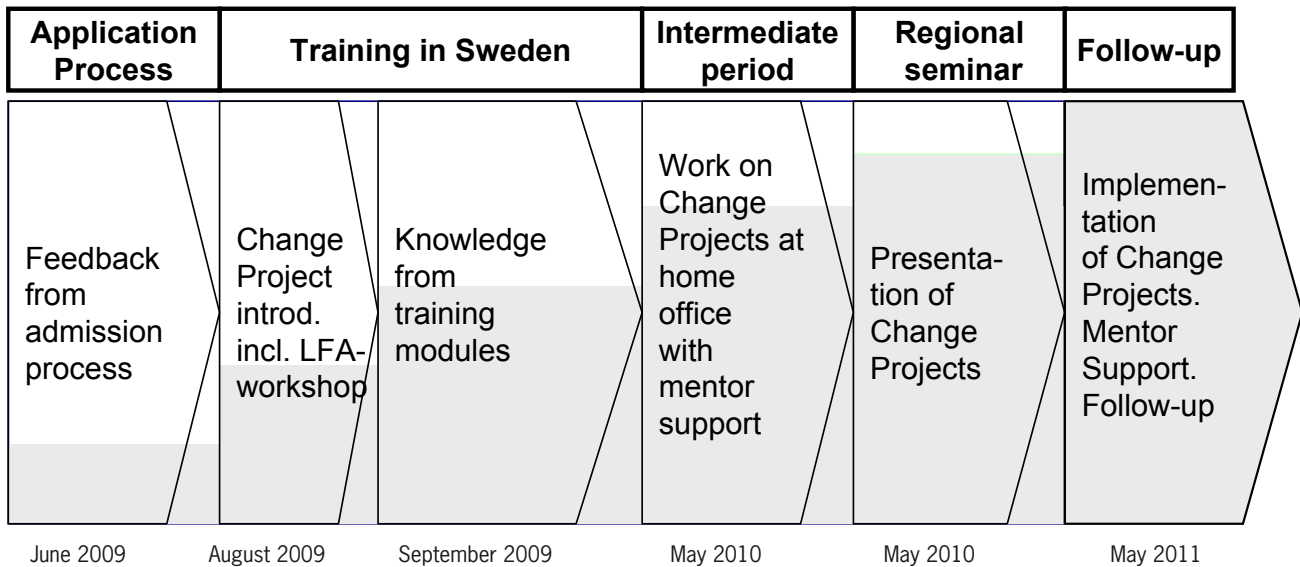 Application
Process
Training in Sweden
Intermediate
period
Regional
seminar
Follow-up
Feedback
from
admission
process
Change
Project
introd.
incl. LFA-
workshop
Knowledge
from
training
modules
Work on
Change
Projects at
home
office
with
mentor
support
Presenta-
tion of
Change
Projects
Implemen-
tation
of Change
Projects.
Mentor
Support.
Follow-up
June 2009
August 2009
September 2009
May 2010
May 2010
May 2011